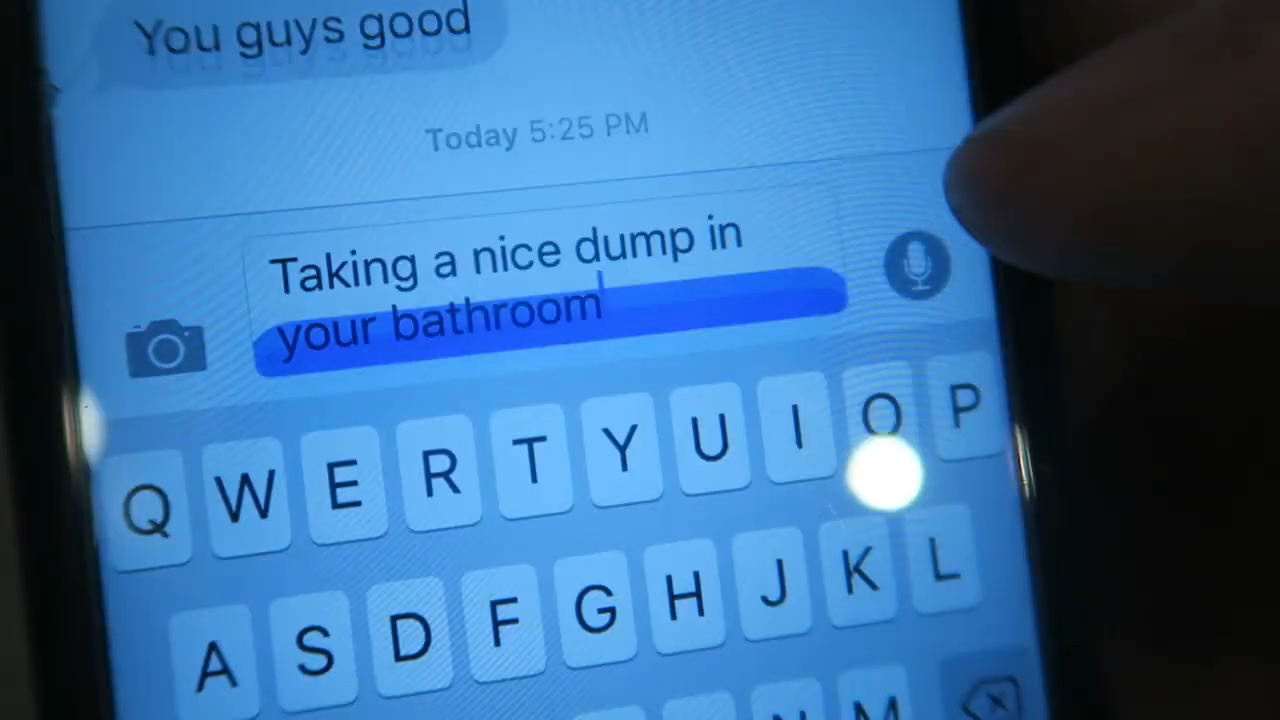 You guys good
Today 5:25 PM
Taking a nice dump in
your bathroom
Q W E R T Y U I O P
A S D F G H J K L
N M